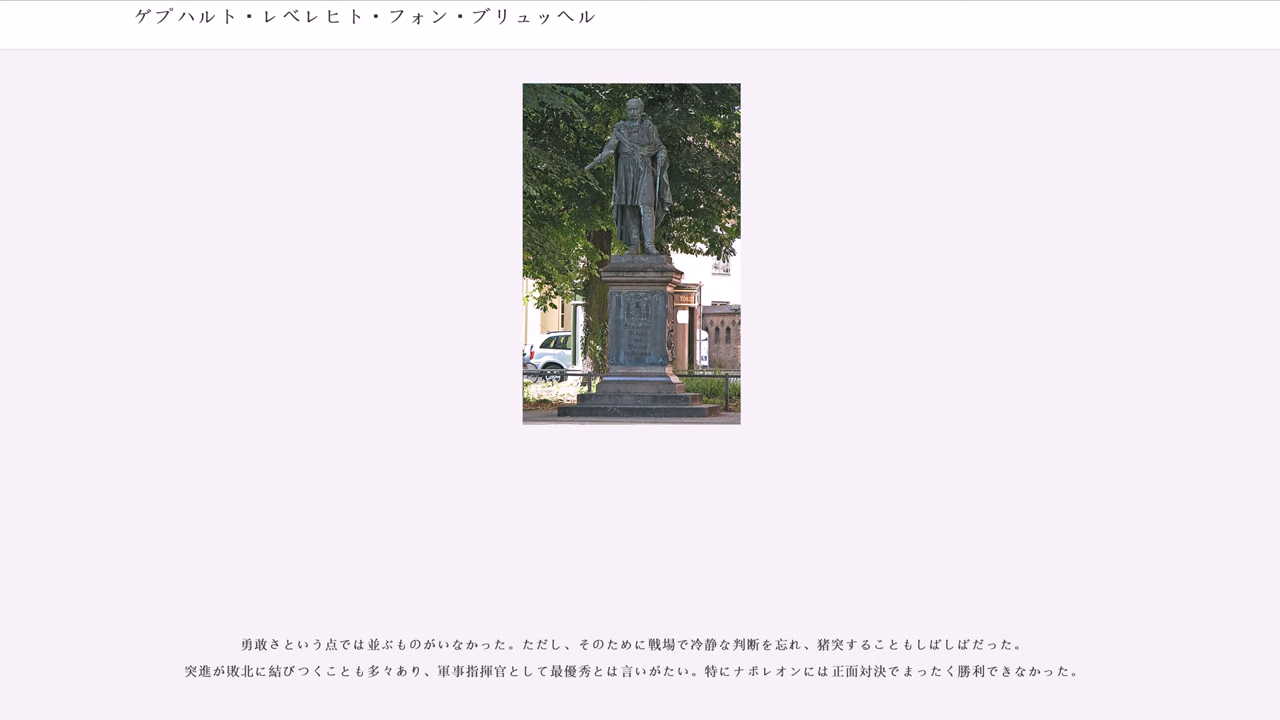 ゲプハルト・レベレヒト・フォン・ブリュッヘル
勇敢さという点では並ぶものがいなかった。ただし、そのために戦場で冷静な判断を忘れ、猪突することもしばしばだった。
突進が敗北に結びつくことも多々あり、軍事指揮官として最優秀とは言いがたい。特にナポレオンには正面対決でまったく勝利できなかった。